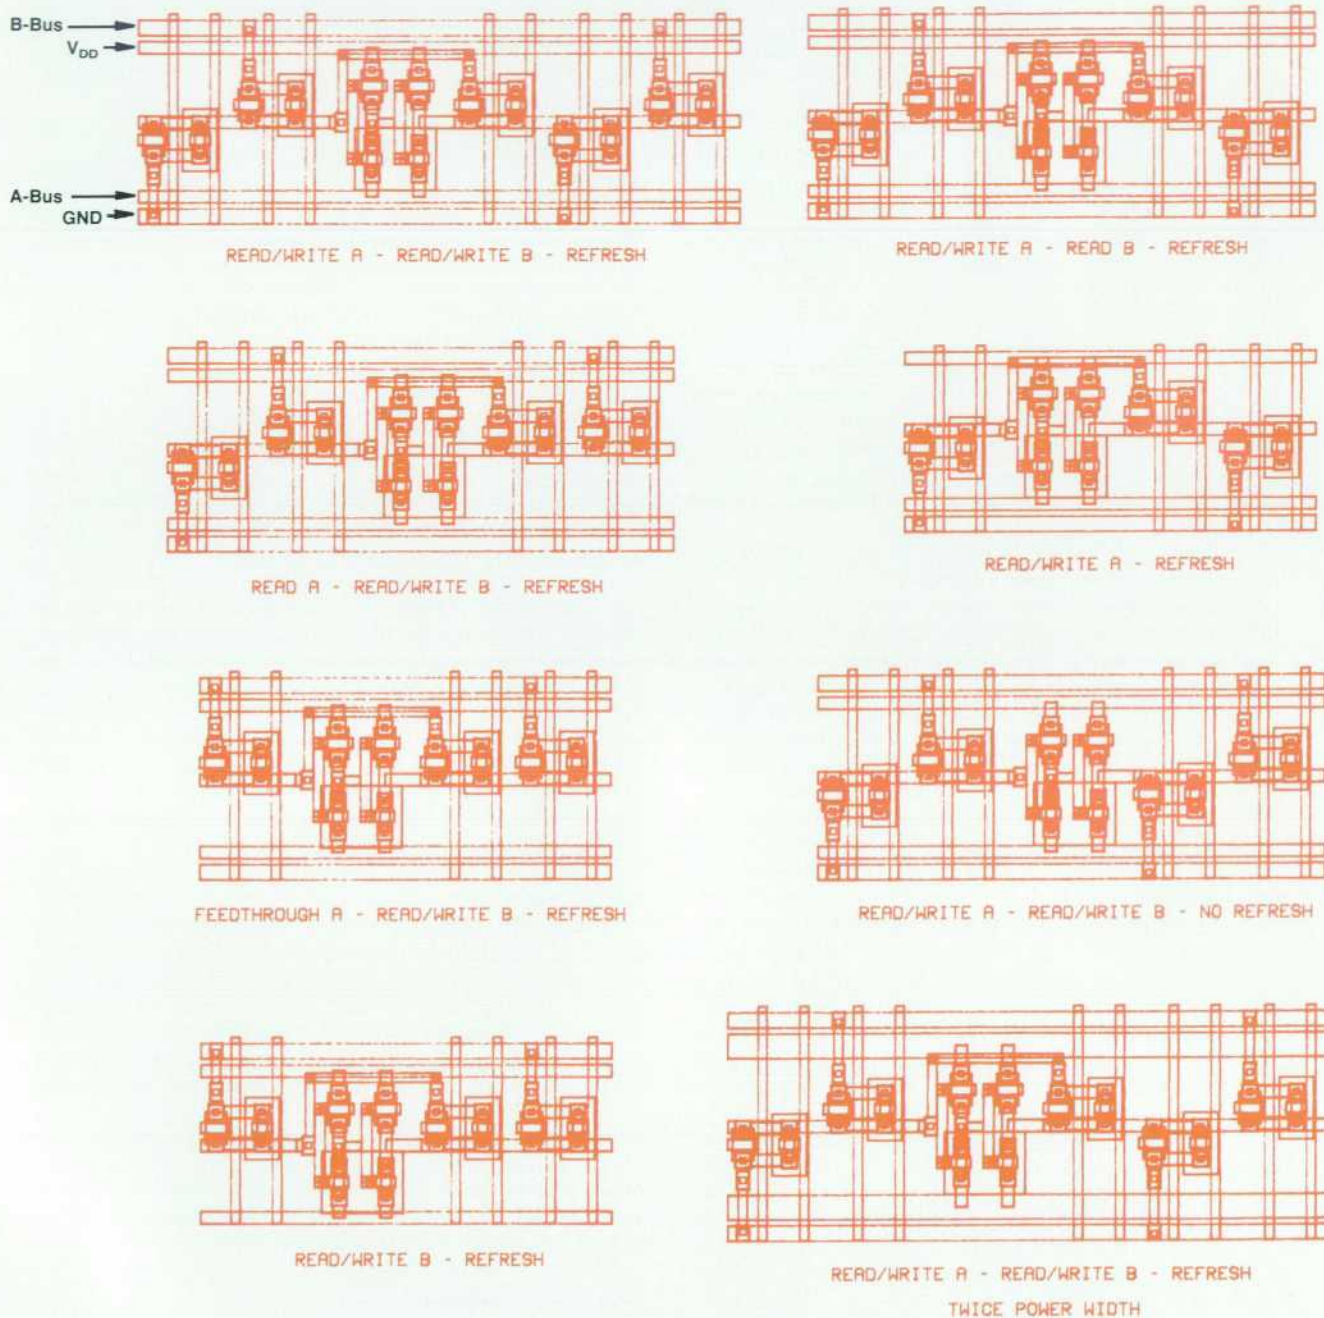 B-Bus
VDD
A-Bus
GND
READ/WRITE A - READ/WRITE B - REFRESH
READ/WRITE A - READ B - REFRESH
READ A - READ/WRITE B - REFRESH
READ/WRITE A - REFRESH
FEEDTHROUGH A - READ/WRITE B - REFRESH
READ/WRITE A - READ/WRITE B - NO REFRESH
READ/WRITE B - REFRESH
READ/WRITE A - READ/WRITE B - REFRESH
TWICE POWER WIDTH